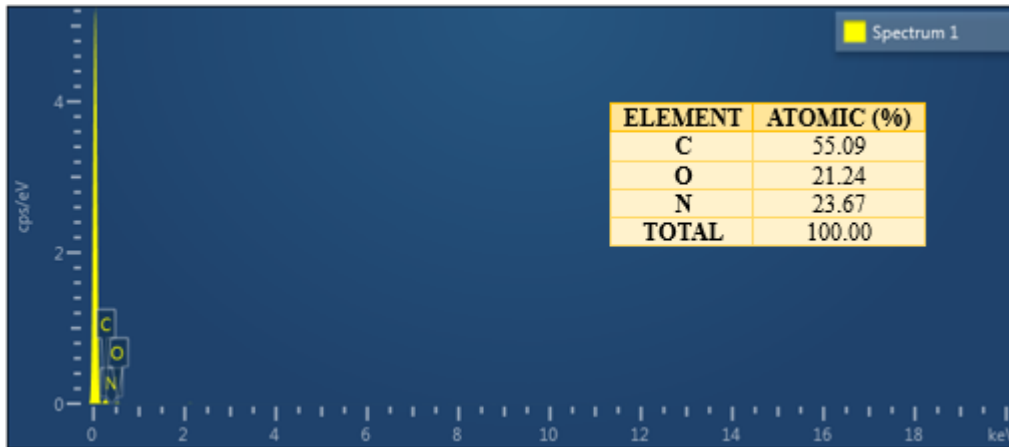 Spectrum 1
ELEMENT ATOMIC (%)
C 55.09
O 21.24
N 23.67
TOTAL 100.00
4
cps/eV
2
C
O
N
0
0 2 4 6 8 10 12 14 16 18 keV